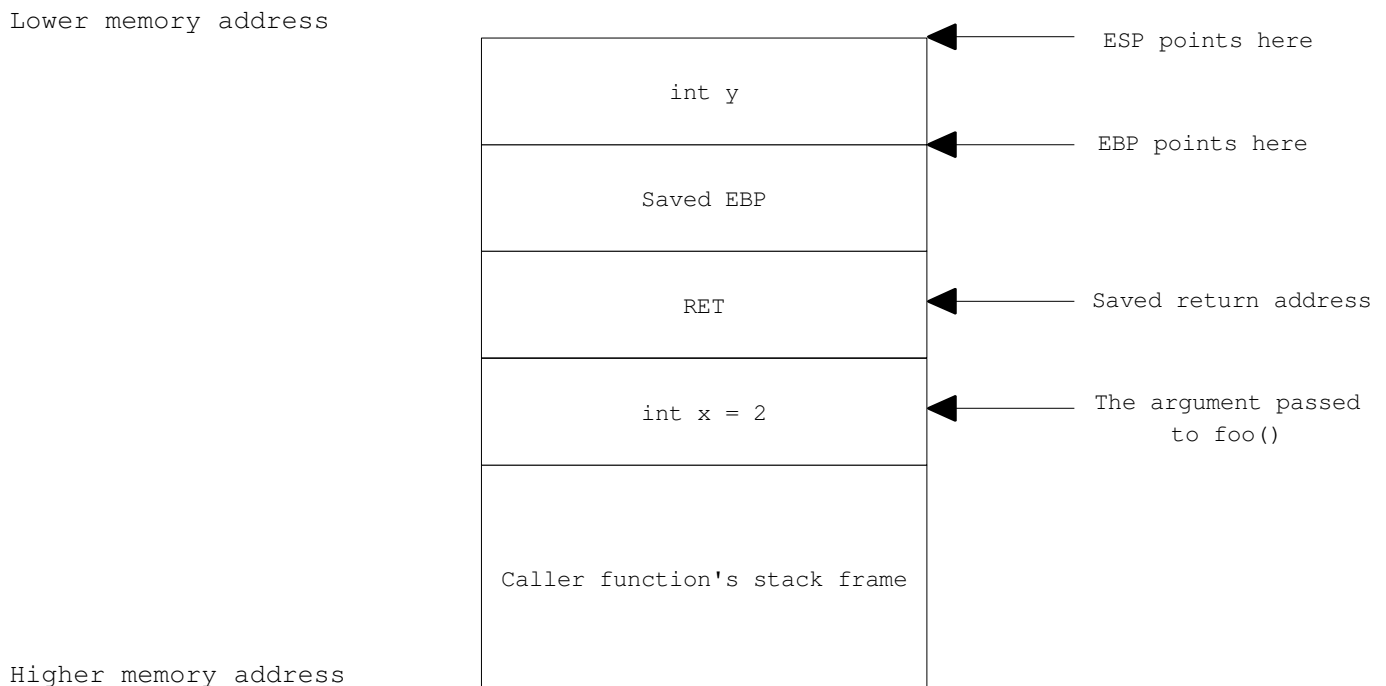 Lower memory address
ESP points here
int y
EBP points here
Saved EBP
Saved return address
RET
The argument passed
to foo()
int x = 2
Caller function's stack frame
Higher memory address